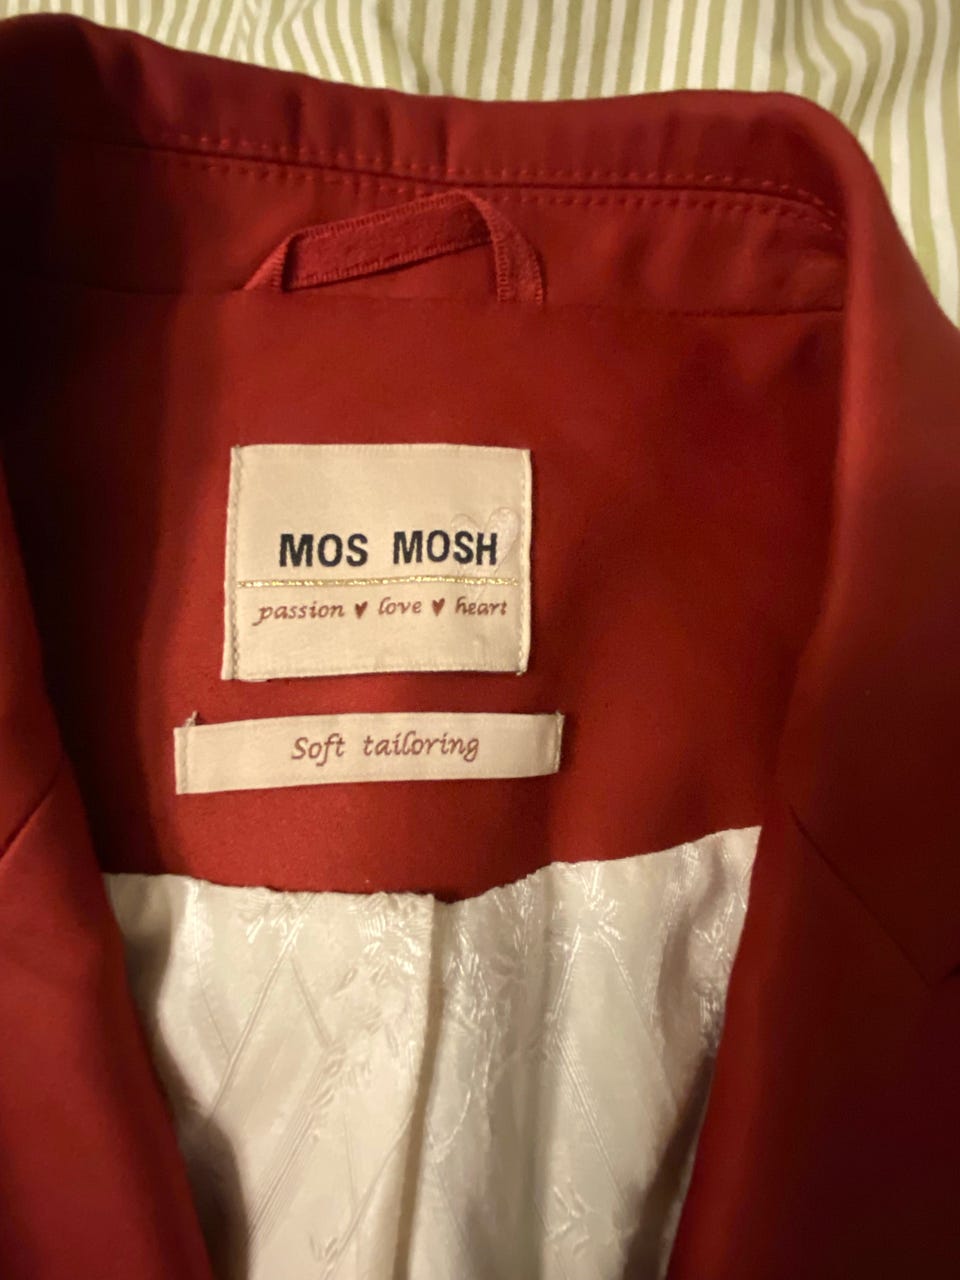 MOS MOSH
passion ♥ love ♥ heart
Soft tailoring